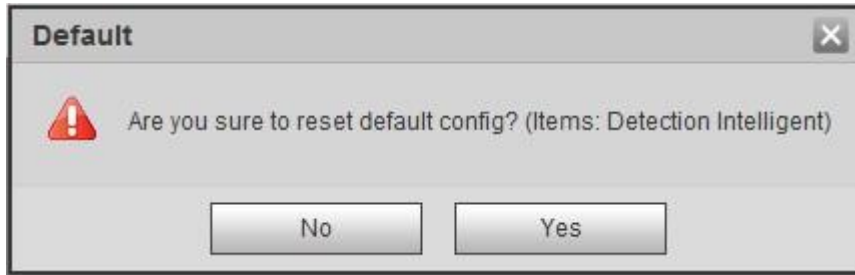 Default
Are you sure to reset default config? (Items: Detection Intelligent)
No Yes